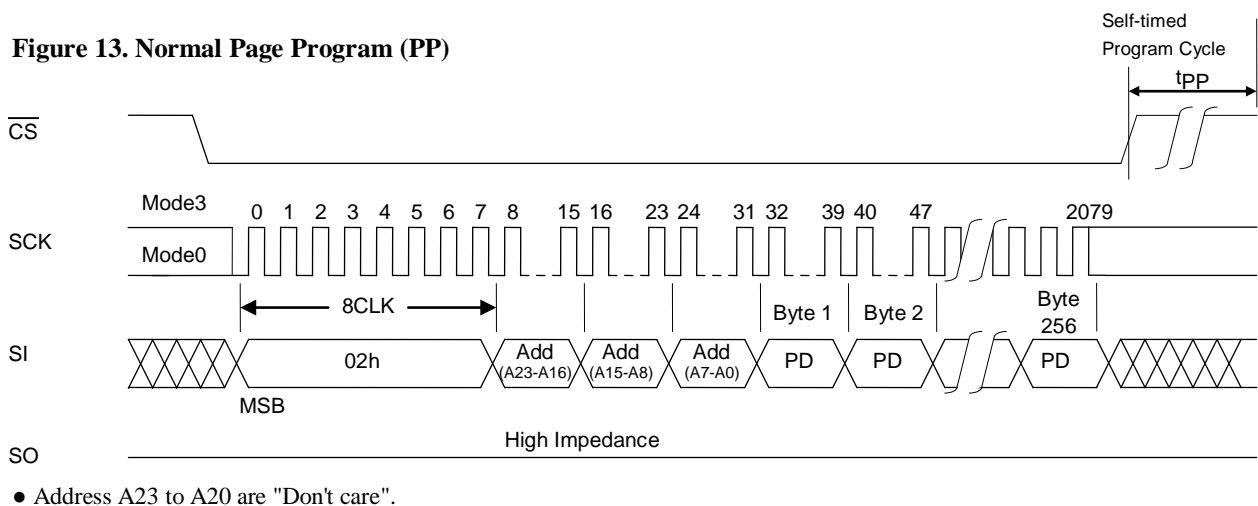 Figure 13. Normal Page Program (PP)
Self-timed
Program Cycle
tPP
CS
Mode3
0 1 2 3 4 5 6 7 8 15 16 23 24 31 32 39 40 47 2079
SCK
Mode0
8CLK
Byte 1
Byte 2
Byte
256
SI
02h
Add
(A23-A16)
Add
(A15-A8)
Add
(A7-A0)
PD
PD
PD
MSB
High Impedance
SO
● Address A23 to A20 are "Don't care".